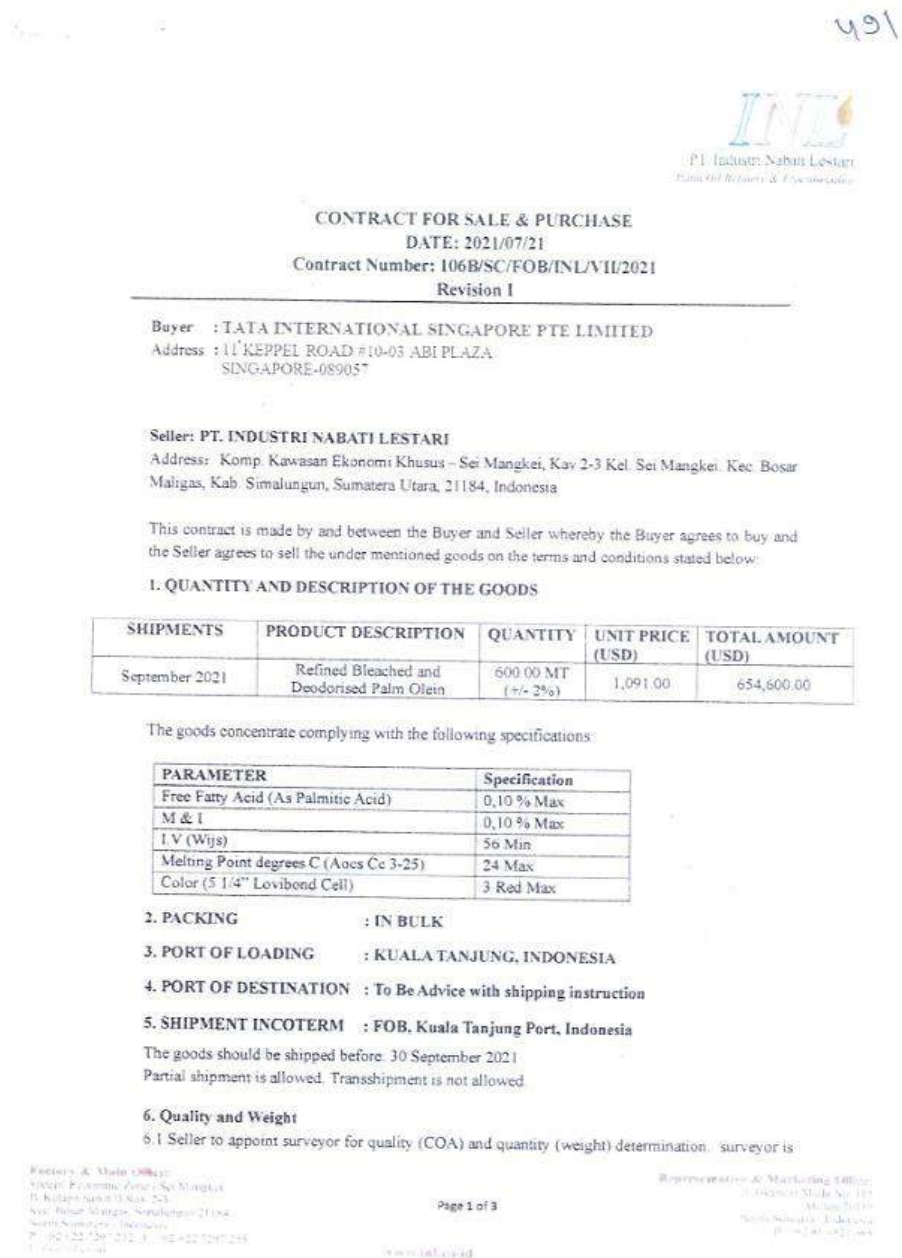 491
INL
PT. Industri Nabati Lestari
CONTRACT FOR SALE & PURCHASE
DATE: 2021/07/21
Contract Number: 106B/SC/FOB/INL/VII/2021
Revision I
Buyer : TATA INTERNATIONAL SINGAPORE PTE LIMITED
Address : 11 KEPPEL ROAD #10-03 ABI PLAZA
SINGAPORE-089057
Seller: PT. INDUSTRI NABATI LESTARI
Address: Komp. Kawasan Ekonomi Khusus – Sei Mangkei, Kav 2-3 Kel. Sei Mangkei. Kec. Bosar
Maligas, Kab. Simalungun, Sumatera Utara, 21184, Indonesia
This contract is made by and between the Buyer and Seller whereby the Buyer agrees to buy and
the Seller agrees to sell the under mentioned goods on the terms and conditions stated below:
1. QUANTITY AND DESCRIPTION OF THE GOODS
SHIPMENTS PRODUCT DESCRIPTION QUANTITY UNIT PRICE (USD) TOTAL AMOUNT (USD)
September 2021 Refined Bleached and Deodorised Palm Olein 600.00 MT (+/- 2%) 1,091.00 654,600.00
The goods concentrate complying with the following specifications
PARAMETER Specification
Free Fatty Acid (As Palmitic Acid) 0,10 % Max
M & I 0,10 % Max
I.V (Wijs) 56 Min
Melting Point degrees C (Aocs Cc 3-25) 24 Max
Color (5 1/4" Lovibond Cell) 3 Red Max
2. PACKING : IN BULK
3. PORT OF LOADING : KUALA TANJUNG, INDONESIA
4. PORT OF DESTINATION : To Be Advice with shipping instruction
5. SHIPMENT INCOTERM : FOB, Kuala Tanjung Port, Indonesia
The goods should be shipped before: 30 September 2021
Partial shipment is allowed. Transshipment is not allowed.
6. Quality and Weight
6.1 Seller to appoint surveyor for quality (COA) and quantity (weight) determination. surveyor is
Factory & Main Office:
Special Economic Zone - Sei Mangkei
Representative & Marketing Office
Page 1 of 3
www.inl.co.id